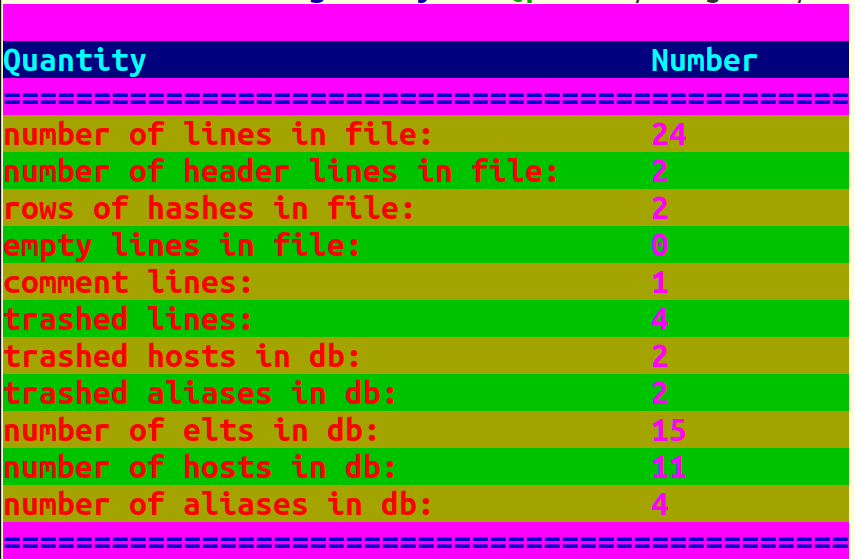 Quantity Number
===============================================
number of lines in file: 24
number of header lines in file: 2
rows of hashes in file: 2
empty lines in file: 0
comment lines: 1
trashed lines: 4
trashed hosts in db: 2
trashed aliases in db: 2
number of elts in db: 15
number of hosts in db: 11
number of aliases in db: 4
===============================================